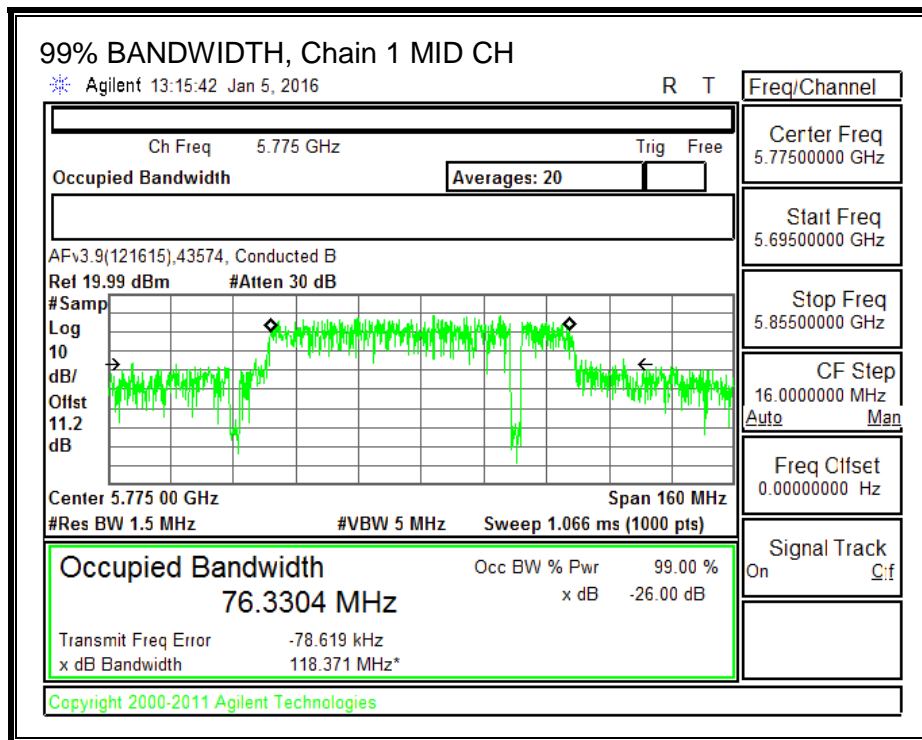 99% BANDWIDTH, Chain 1 MID CH
Agilent 13:15:42 Jan 5, 2016 R T
Freq/Channel
Ch Freq 5.775 GHz Trig Free
Occupied Bandwidth Averages: 20
Center Freq
5.77500000 GHz
Start Freq
5.69500000 GHz
Stop Freq
5.85500000 GHz
CF Step
16.0000000 MHz
Auto Man
Freq Offset
0.00000000 Hz
Signal Track
On Off
AFv3.9(121615),43574, Conducted B
Ref 19.99 dBm #Atten 30 dB
#Samp
Log
10
dB/
Offst
11.2
dB
Center 5.775 00 GHz Span 160 MHz
#Res BW 1.5 MHz #VBW 5 MHz Sweep 1.066 ms (1000 pts)
Occupied Bandwidth Occ BW % Pwr 99.00 %
76.3304 MHz x dB -26.00 dB
Transmit Freq Error -78.619 kHz
x dB Bandwidth 118.371 MHz*
Copyright 2000-2011 Agilent Technologies